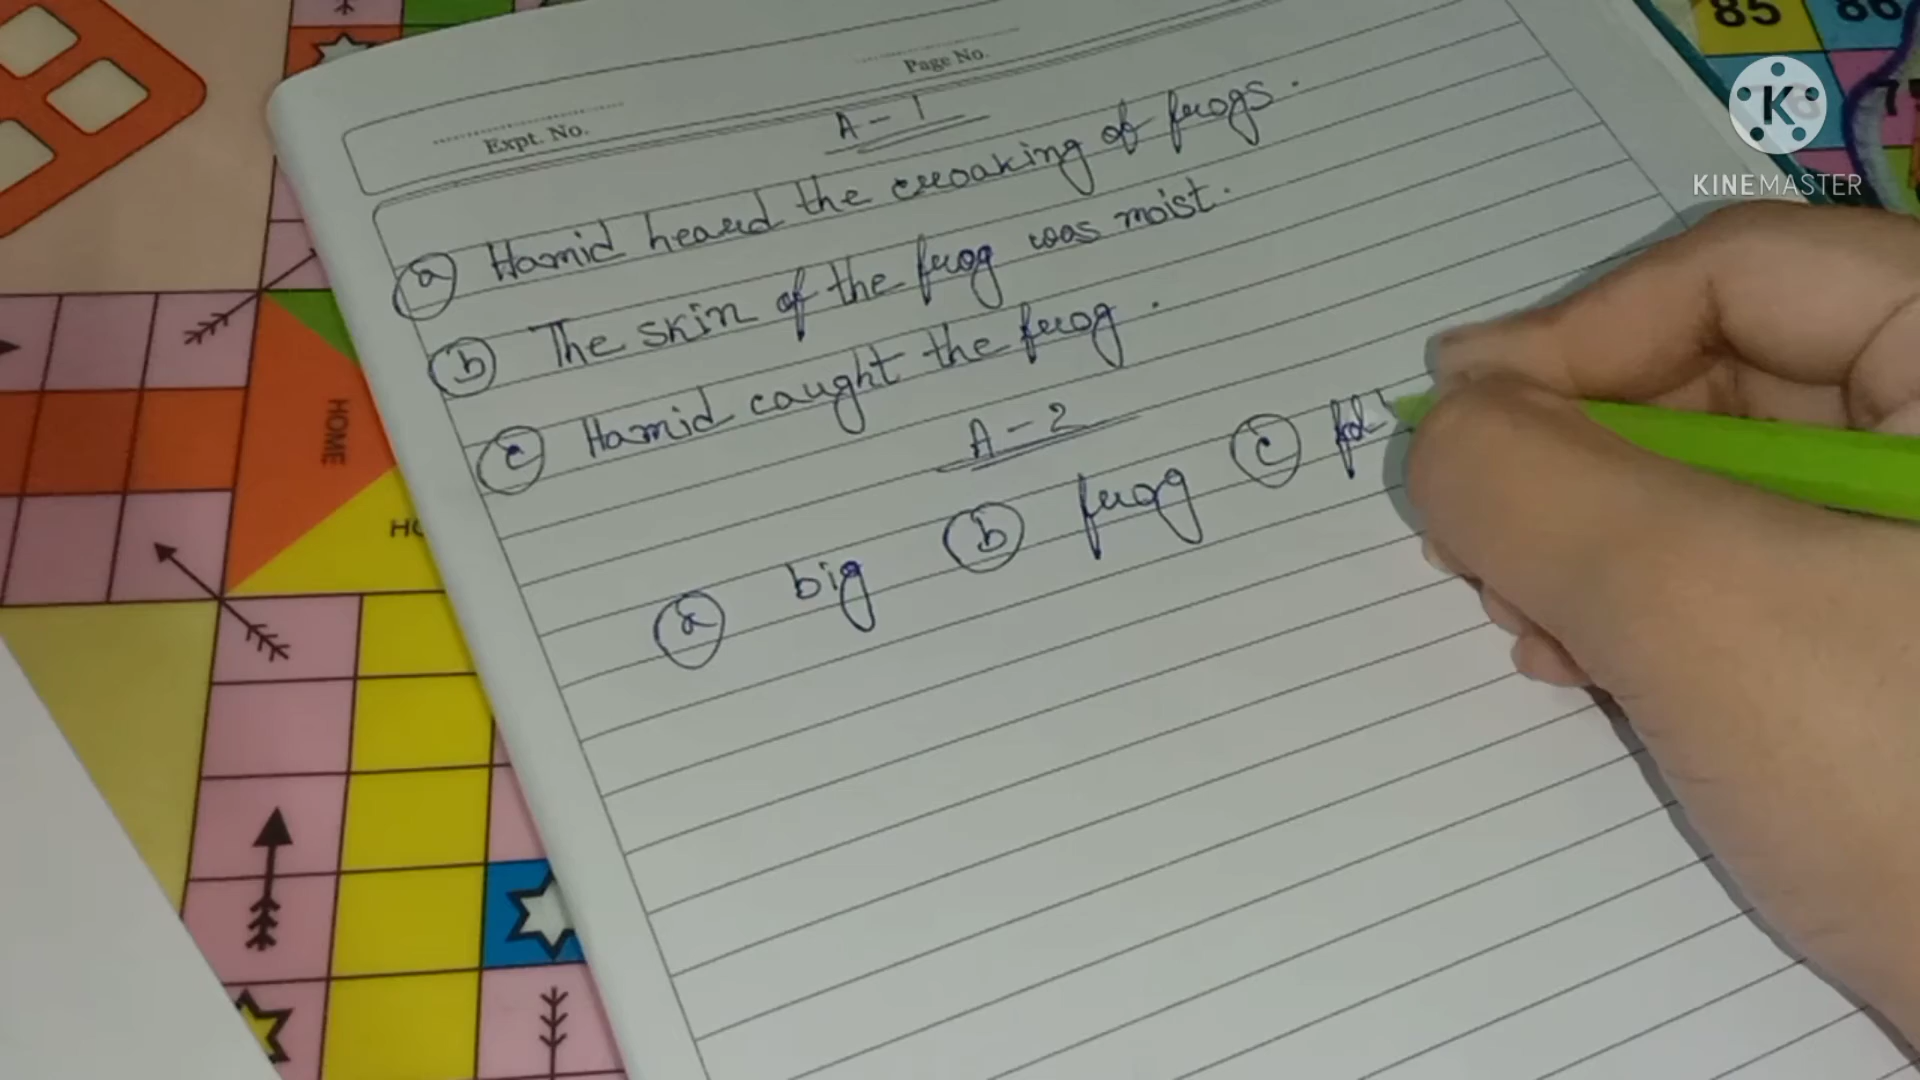 85 86
Page No.
Expt. No.
A-1
K
KINEMASTER
(a) Hamid heard the croaking of frogs.
(b) The skin of the frog was moist.
(c) Hamid caught the frog.
HOME
A-2
(a) big (b) frog (c)